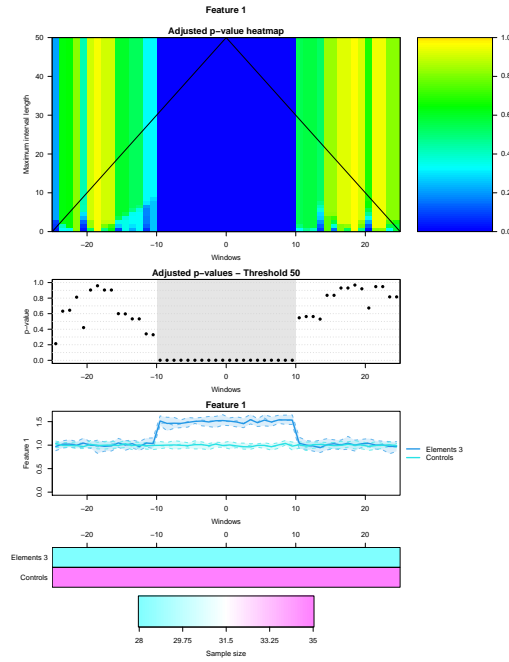 Feature 1
Adjusted p−value heatmap
Maximum interval length
50
40
30
20
10
0
−20 −10 0 10 20
Windows
1.0
0.8
0.6
0.4
0.2
0.0
Adjusted p−values − Threshold 50
p−value
1.0
0.8
0.6
0.4
0.2
0.0
−20 −10 0 10 20
Windows
Feature 1
Feature 1
1.5
1.0
0.5
0.0
−20 −10 0 10 20
Windows
Elements 3
Controls
−20 −10 0 10 20
Elements 3
Controls
28 29.75 31.5 33.25 35
Sample size